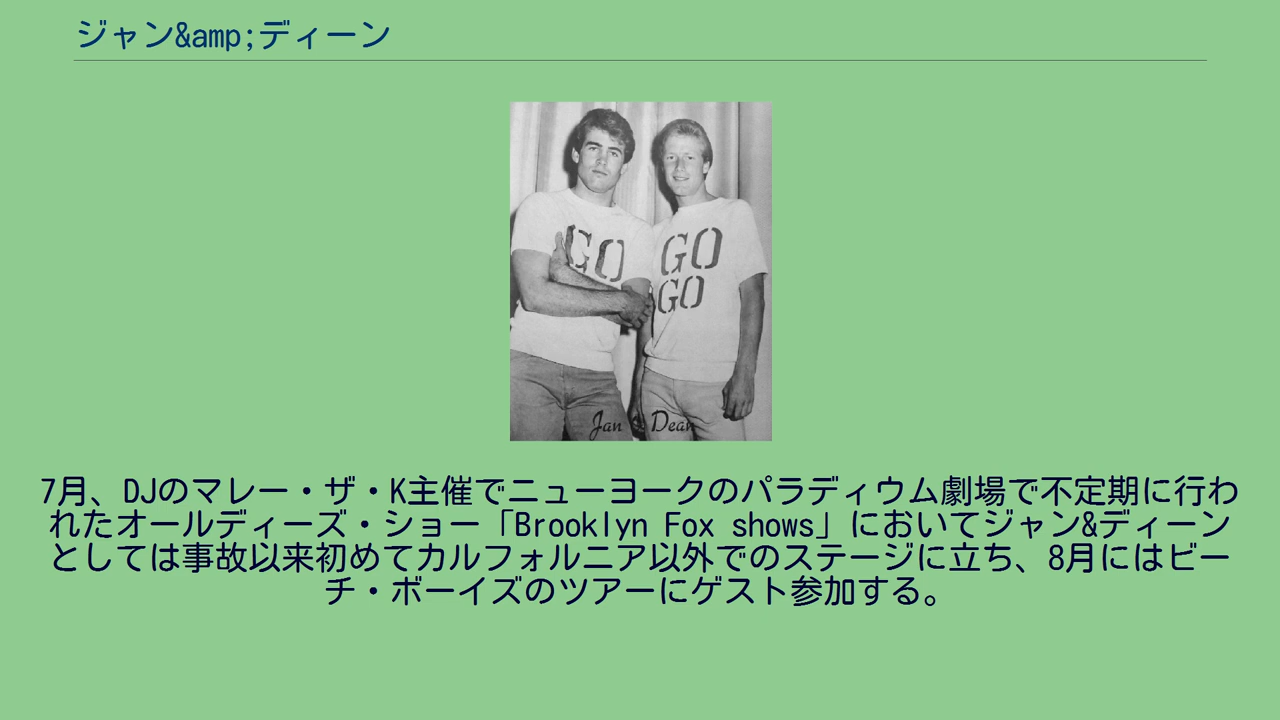 ジャン&amp;ディーン
GO
GO
GO
Jan & Dean
7月、DJのマレー・ザ・K主催でニューヨークのパラディウム劇場で不定期に行わ
れたオールディーズ・ショー「Brooklyn Fox shows」においてジャン&ディーン
としては事故以来初めてカルフォルニア以外でのステージに立ち、8月にはビー
チ・ボーイズのツアーにゲスト参加する。